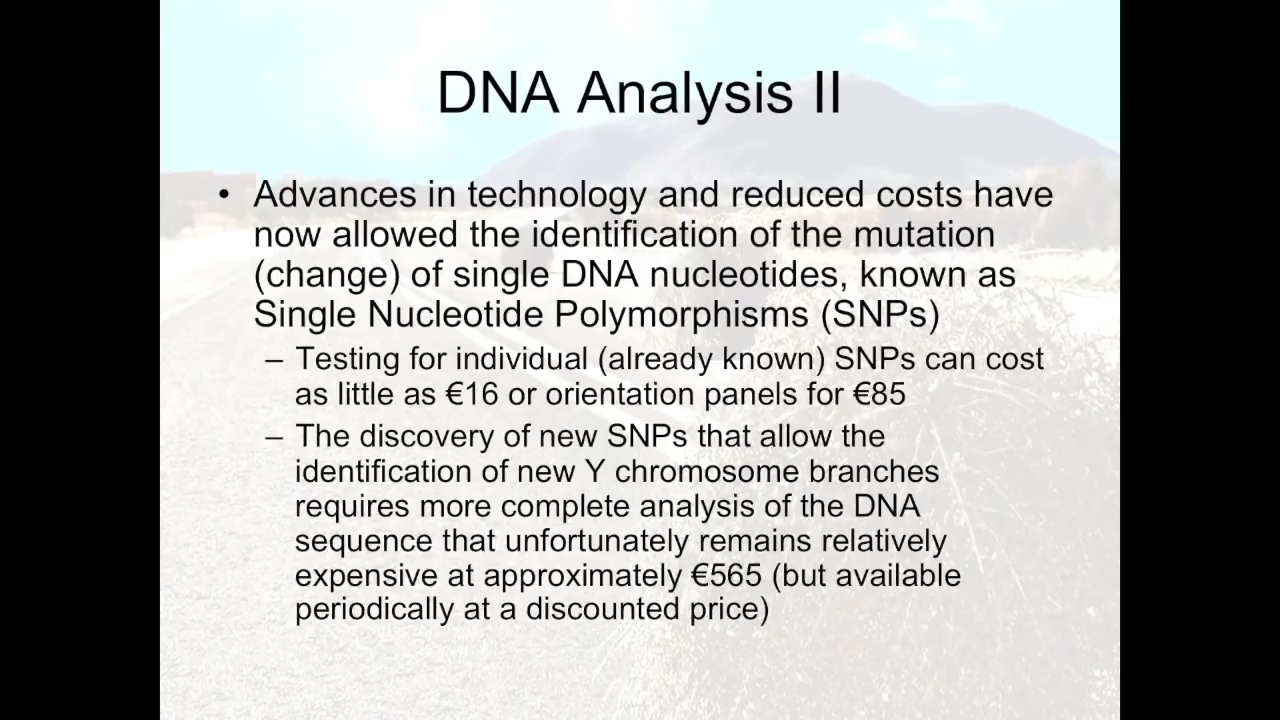 DNA Analysis II
• Advances in technology and reduced costs have
now allowed the identification of the mutation
(change) of single DNA nucleotides, known as
Single Nucleotide Polymorphisms (SNPs)
– Testing for individual (already known) SNPs can cost
as little as €16 or orientation panels for €85
– The discovery of new SNPs that allow the
identification of new Y chromosome branches
requires more complete analysis of the DNA
sequence that unfortunately remains relatively
expensive at approximately €565 (but available
periodically at a discounted price)